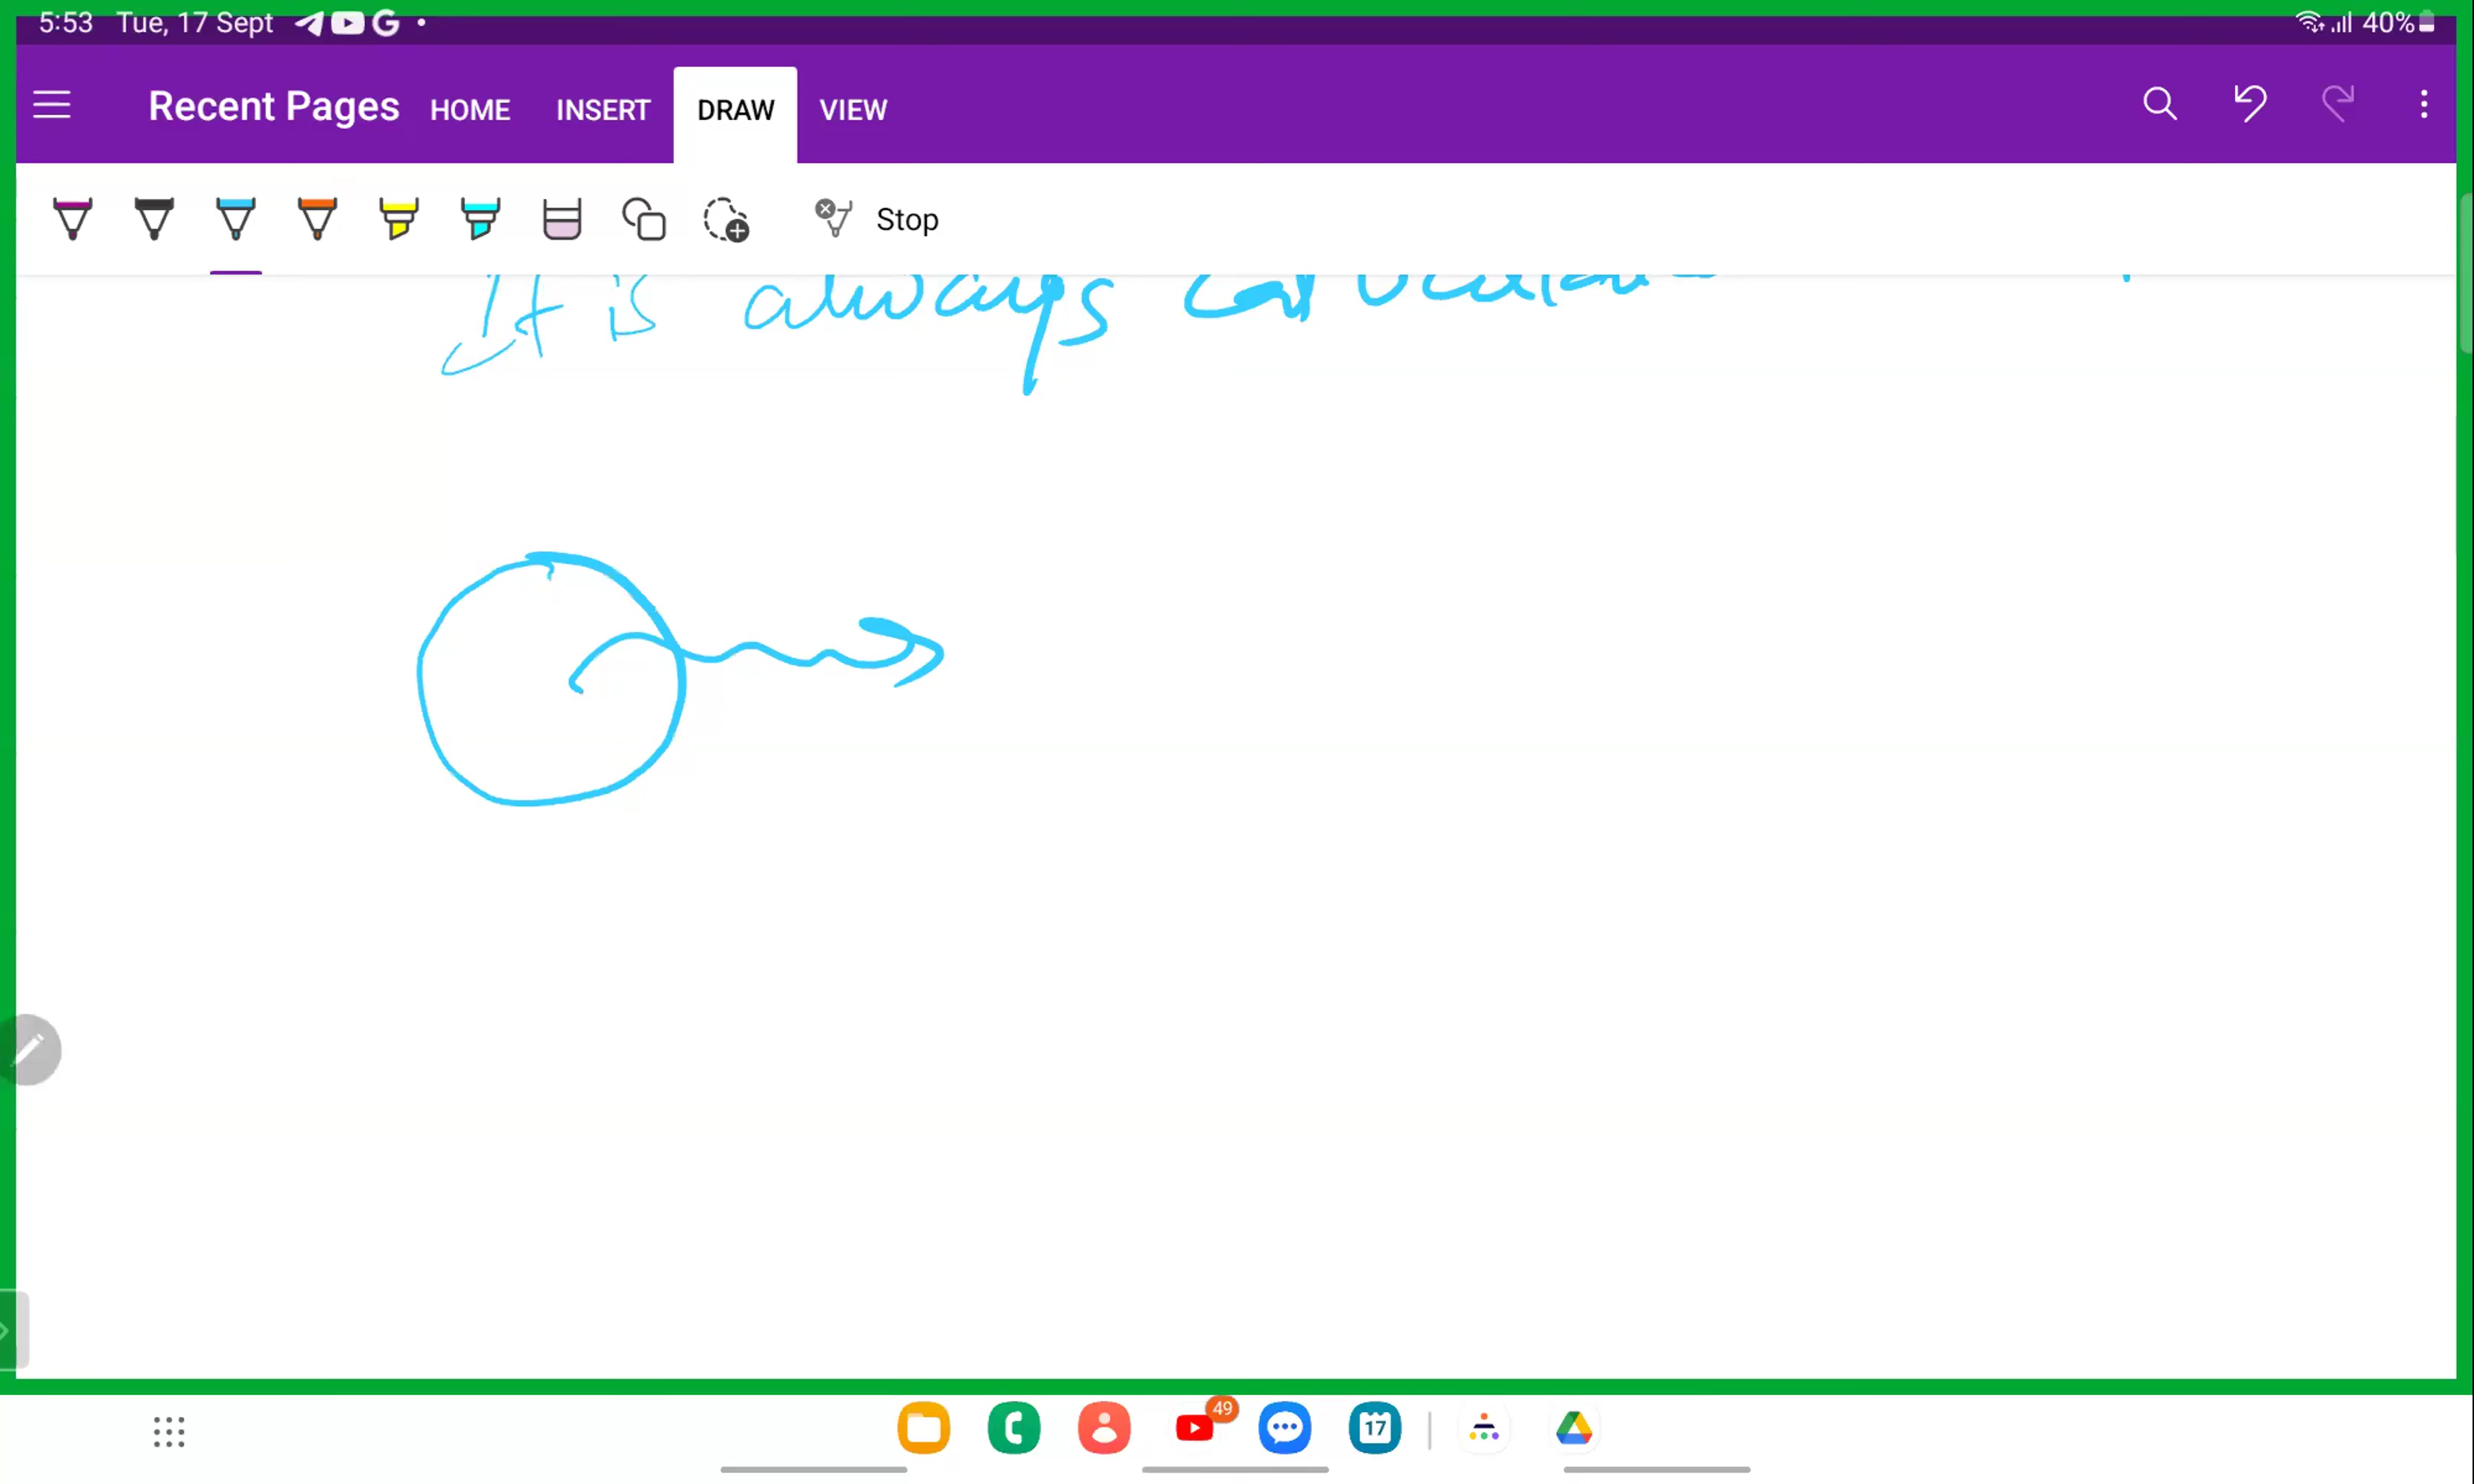 5:53 Tue, 17 Sept 40%
Recent Pages HOME INSERT DRAW VIEW
Stop
It is always
49
17